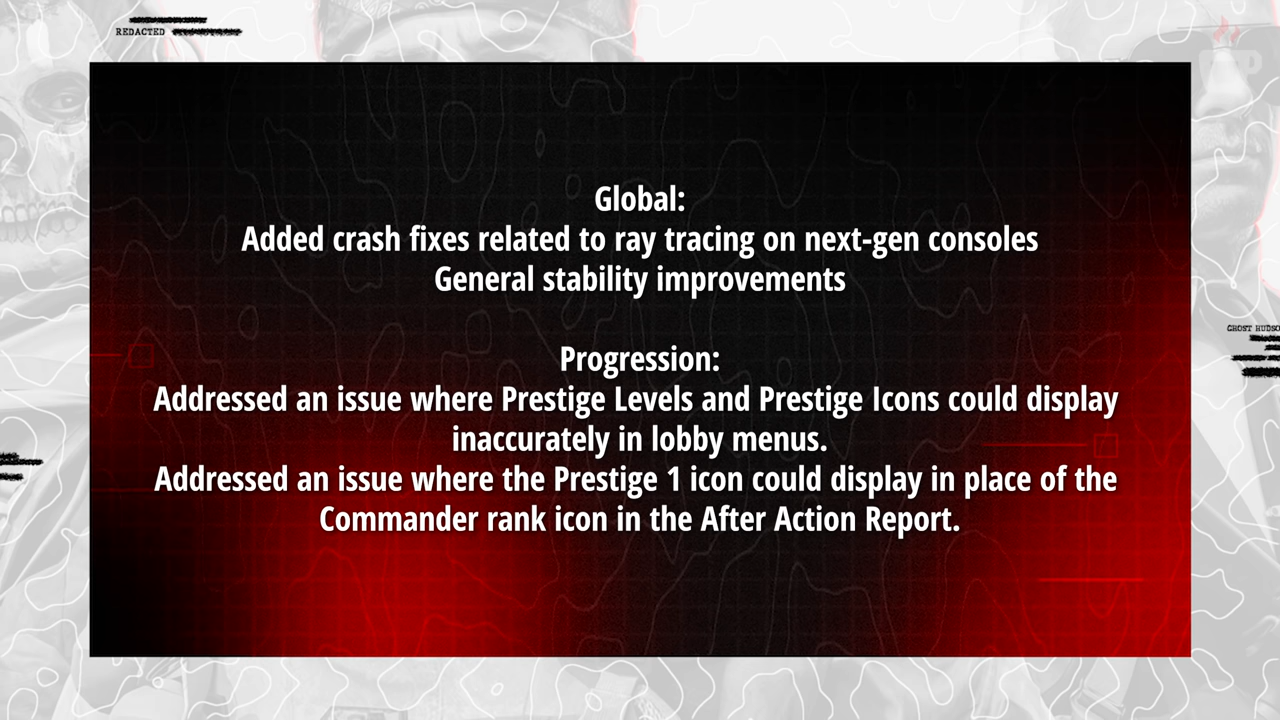 REDACTED
Global:
Added crash fixes related to ray tracing on next-gen consoles
General stability improvements
Progression:
Addressed an issue where Prestige Levels and Prestige Icons could display
inaccurately in lobby menus.
Addressed an issue where the Prestige 1 icon could display in place of the
Commander rank icon in the After Action Report.
GHOST HUDSO